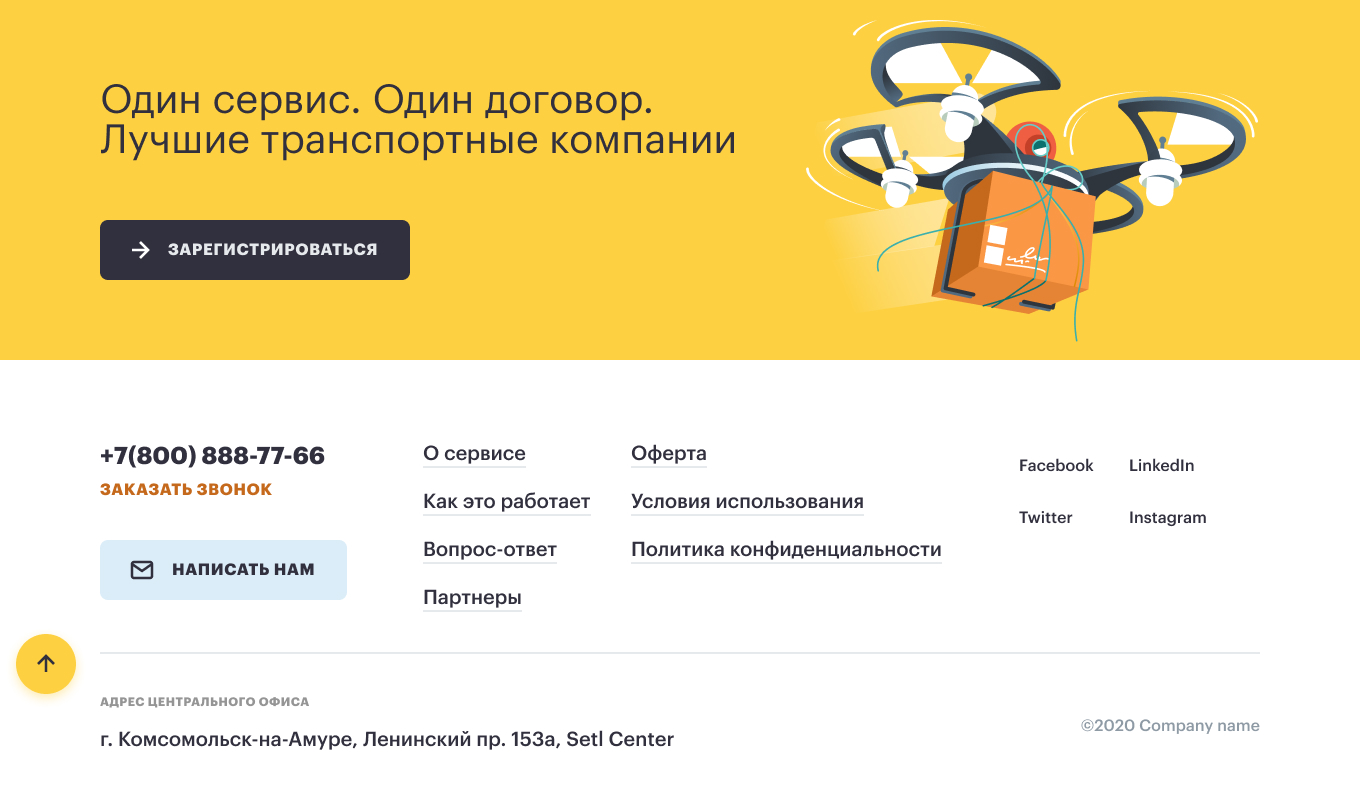 Один сервис. Один договор.
Лучшие транспортные компании
ЗАРЕГИСТРИРОВАТЬСЯ
+7(800) 888-77-66
ЗАКАЗАТЬ ЗВОНОК
НАПИСАТЬ НАМ
О сервисе
Как это работает
Вопрос-ответ
Партнеры
Оферта
Условия использования
Политика конфиденциальности
Facebook
LinkedIn
Twitter
Instagram
АДРЕС ЦЕНТРАЛЬНОГО ОФИСА
г. Комсомольск-на-Амуре, Ленинский пр. 153а, Setl Center
©2020 Company name